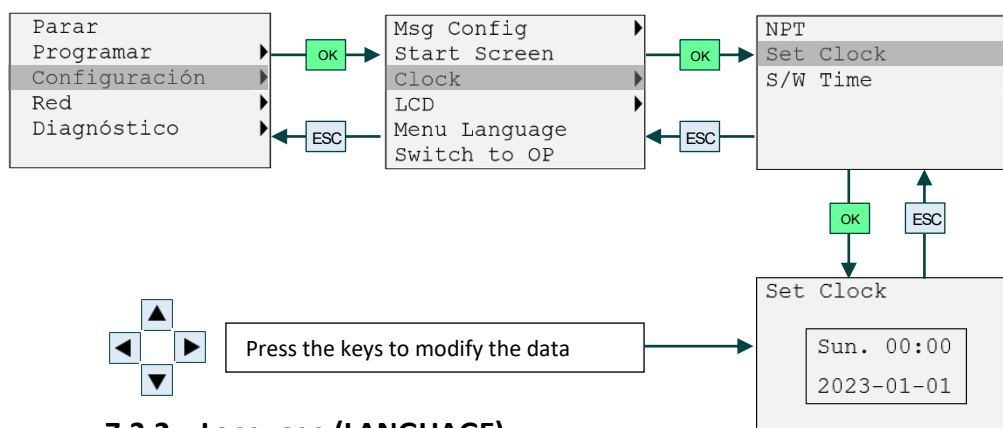 Parar
Programar
Configuración
Red
Diagnóstico
OK
ESC
Msg Config
Start Screen
Clock
LCD
Menu Language
Switch to OP
OK
ESC
NPT
Set Clock
S/W Time
OK
ESC
Press the keys to modify the data
Set Clock
Sun. 00:00
2023-01-01